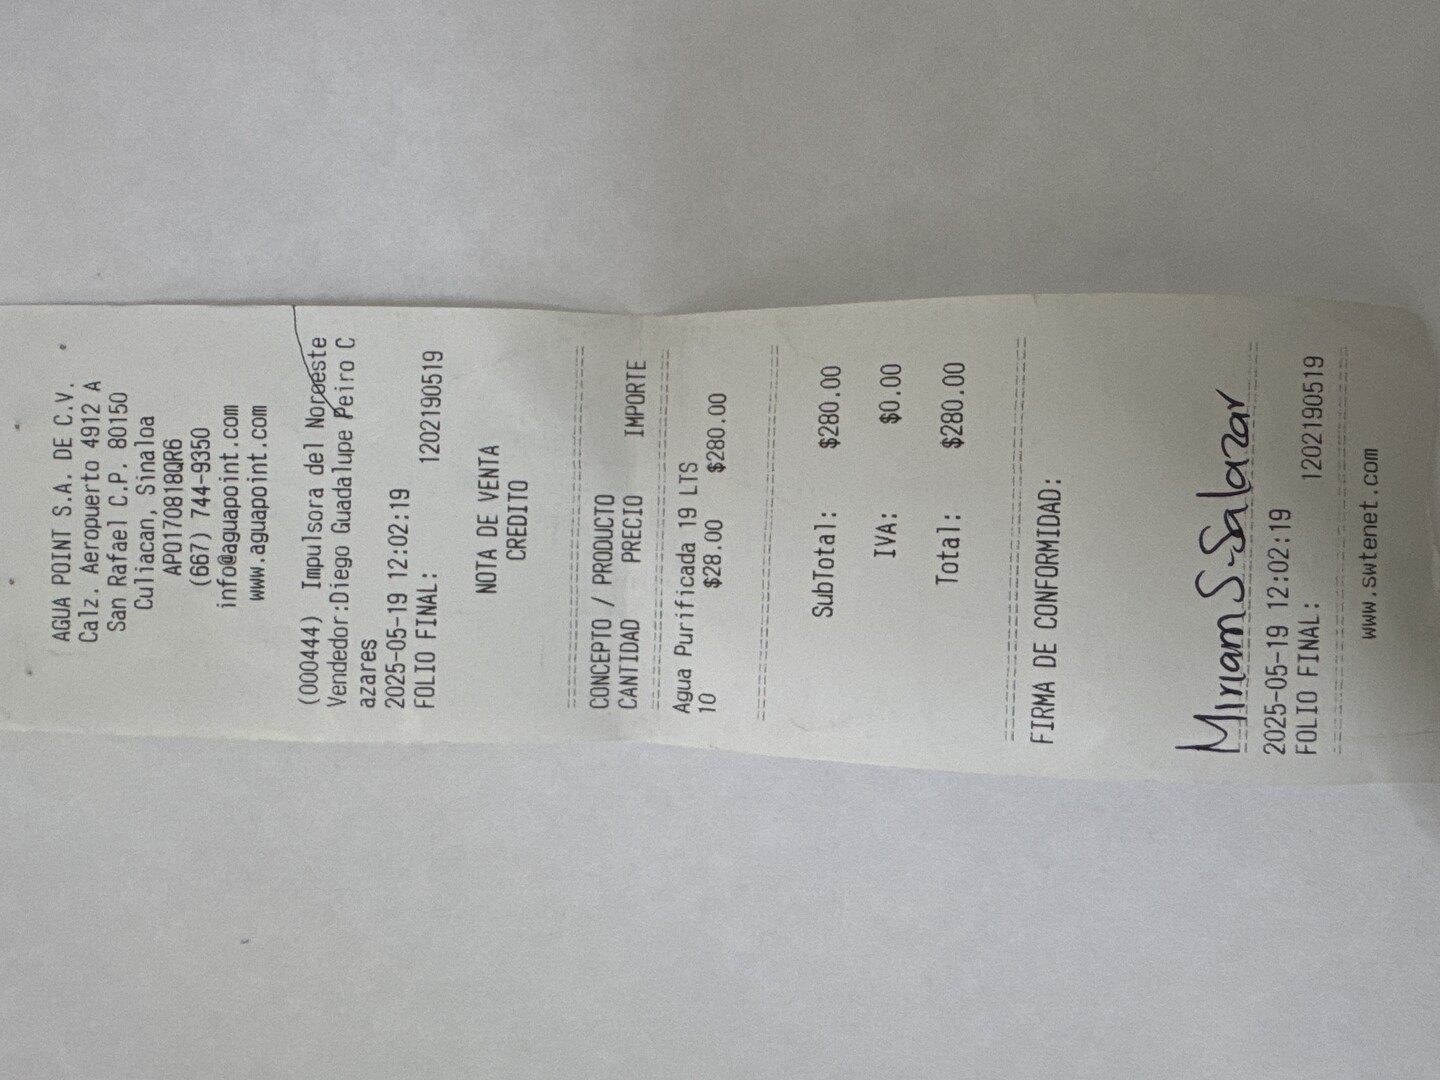 AGUA POINT S.A. DE C.V.
Calz. Aeropuerto 4912 A
San Rafael C.P. 80150
Culiacan, Sinaloa
APO170818QR6
(667) 744-9350
info@aguapoint.com
www.aguapoint.com
(000444) Impulsora del Noroeste
Vendedor:Diego Guadalupe Peiro C
azares
2025-05-19 12:02:19
FOLIO FINAL: 1202190519
NOTA DE VENTA
CREDITO
CONCEPTO / PRODUCTO
CANTIDAD PRECIO IMPORTE
Agua Purificada 19 LTS
10 $28.00 $280.00
SubTotal: $280.00
IVA: $0.00
Total: $280.00
FIRMA DE CONFORMIDAD:
Miriam S. Salazar
2025-05-19 12:02:19
FOLIO FINAL: 1202190519
www.swtenet.com